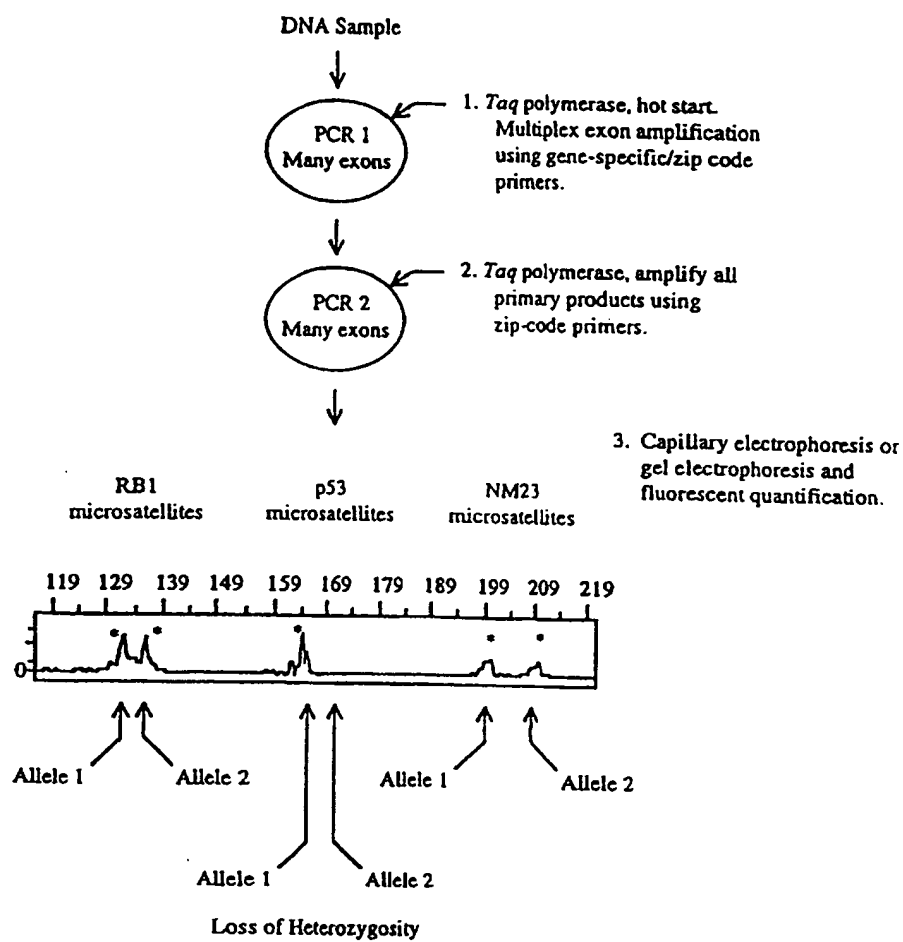 DNA Sample
PCR 1
Many exons
1. Taq polymerase, hot start.
Multiplex exon amplification
using gene-specific/zip code
primers.
PCR 2
Many exons
2. Taq polymerase, amplify all
primary products using
zip-code primers.
3. Capillary electrophoresis or
gel electrophoresis and
fluorescent quantification.
RB1
microsatellites
p53
microsatellites
NM23
microsatellites
119 129 139 149 159 169 179 189 199 209 219
* * * * *
0
Allele 1 Allele 2 Allele 1 Allele 2
Allele 1 Allele 2
Loss of Heterozygosity